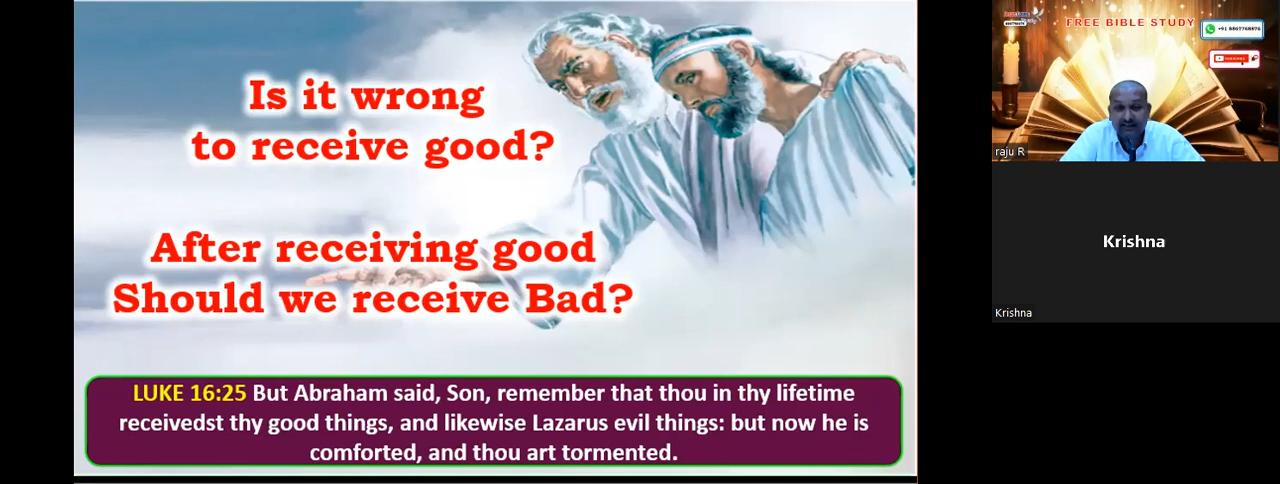 Is it wrong
to receive good?
After receiving good
Should we receive Bad?
LUKE 16:25 But Abraham said, Son, remember that thou in thy lifetime
receivedst thy good things, and likewise Lazarus evil things: but now he is
comforted, and thou art tormented.
FREE BIBLE STUDY
raju R
Krishna
Krishna